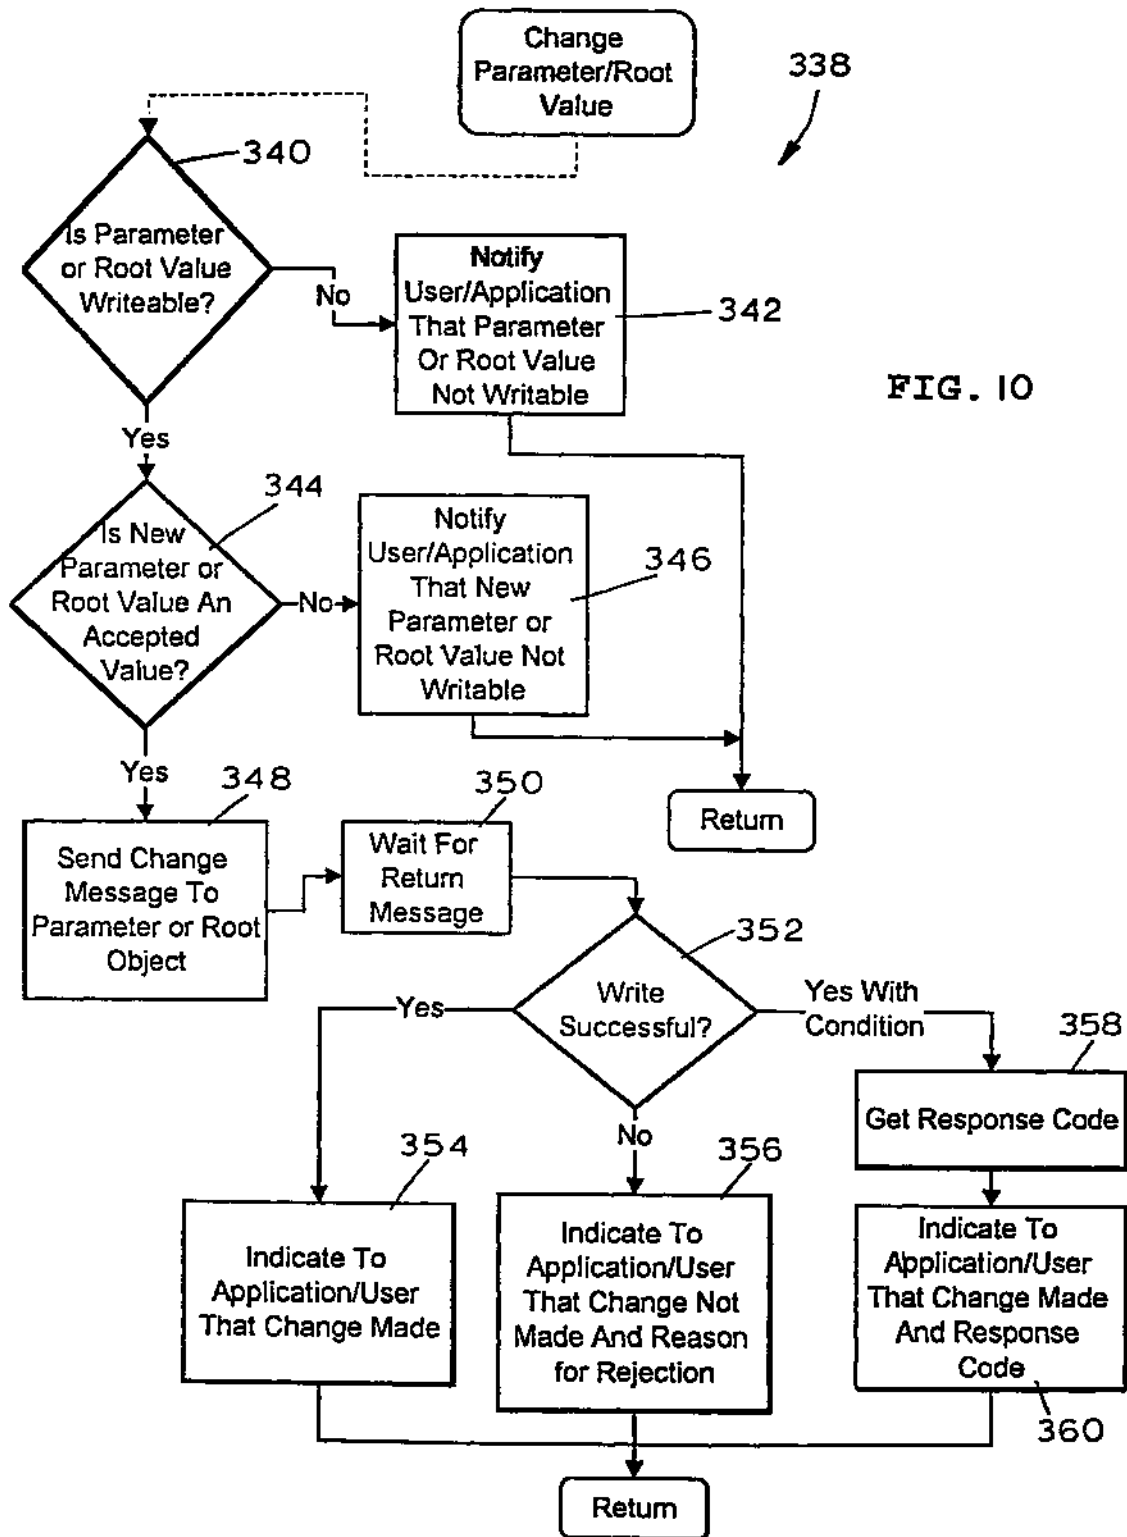 Change
Parameter/Root
Value
338
340
Is Parameter
or Root Value
Writeable?
No
Notify
User/Application
That Parameter
Or Root Value
Not Writable
342
FIG. 10
Yes
344
Is New
Parameter or
Root Value An
Accepted
Value?
No
Notify
User/Application
That New
Parameter or
Root Value Not
Writable
346
Yes
348
Send Change
Message To
Parameter or Root
Object
350
Wait For
Return
Message
Return
352
Write
Successful?
Yes
Yes With
Condition
No
358
Get Response Code
354
Indicate To
Application/User
That Change Made
356
Indicate To
Application/User
That Change Not
Made And Reason
for Rejection
Indicate To
Application/User
That Change Made
And Response
Code
360
Return